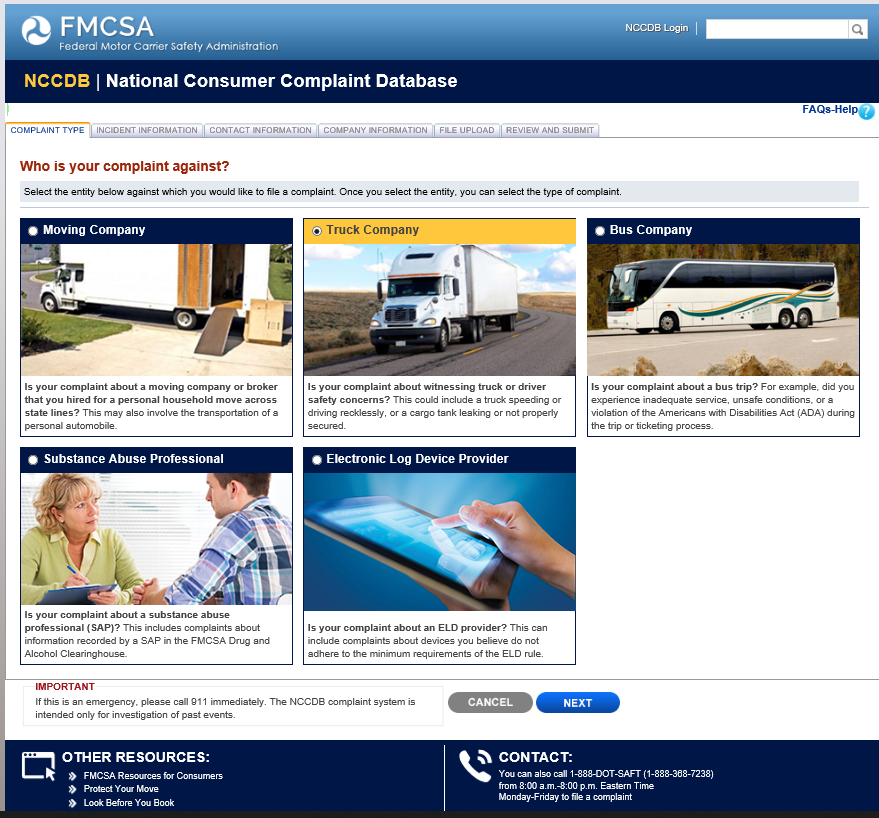 FMCSA
Federal Motor Carrier Safety Administration
NCCDB Login
NCCDB | National Consumer Complaint Database
FAQs-Help ?
COMPLAINT TYPE
INCIDENT INFORMATION
CONTACT INFORMATION
COMPANY INFORMATION
FILE UPLOAD
REVIEW AND SUBMIT
Who is your complaint against?
Select the entity below against which you would like to file a complaint. Once you select the entity, you can select the type of complaint.
Moving Company
Is your complaint about a moving company or broker
that you hired for a personal household move across
state lines? This may also involve the transportation of a
personal automobile.
Truck Company
Is your complaint about witnessing truck or driver
safety concerns? This could include a truck speeding or
driving recklessly, or a cargo tank leaking or not properly
secured.
Bus Company
Is your complaint about a bus trip? For example, did you
experience inadequate service, unsafe conditions, or a
violation of the Americans with Disabilities Act (ADA) during
the trip or ticketing process.
Substance Abuse Professional
Is your complaint about a substance abuse
professional (SAP)? This includes complaints about
information recorded by a SAP in the FMCSA Drug and
Alcohol Clearinghouse.
Electronic Log Device Provider
Is your complaint about an ELD provider? This can
include complaints about devices you believe do not
adhere to the minimum requirements of the ELD rule.
IMPORTANT
If this is an emergency, please call 911 immediately. The NCCDB complaint system is
intended only for investigation of past events.
CANCEL
NEXT
OTHER RESOURCES:
FMCSA Resources for Consumers
Protect Your Move
Look Before You Book
CONTACT:
You can also call 1-888-DOT-SAFT (1-888-368-7238)
from 8:00 a.m.-8:00 p.m. Eastern Time
Monday-Friday to file a complaint